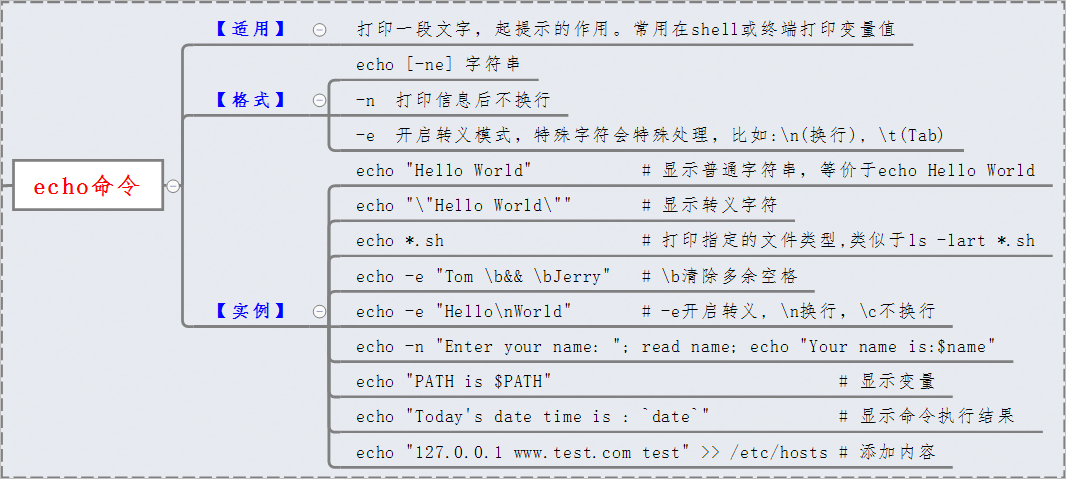 【适用】 打印一段文字，起提示的作用。常用在shell或终端打印变量值
echo [-ne] 字符串
【格式】 -n 打印信息后不换行
-e 开启转义模式，特殊字符会特殊处理，比如:\n(换行)，\t(Tab)
echo命令
echo "Hello World" # 显示普通字符串，等价于echo Hello World
echo "\"Hello World\"" # 显示转义字符
echo *.sh # 打印指定的文件类型,类似于ls -lart *.sh
echo -e "Tom \b&& \bJerry" # \b清除多余空格
【实例】 echo -e "Hello\nWorld" # -e开启转义，\n换行，\c不换行
echo -n "Enter your name: "; read name; echo "Your name is:$name"
echo "PATH is $PATH" # 显示变量
echo "Today's date time is : `date`" # 显示命令执行结果
echo "127.0.0.1 www.test.com test" >> /etc/hosts # 添加内容